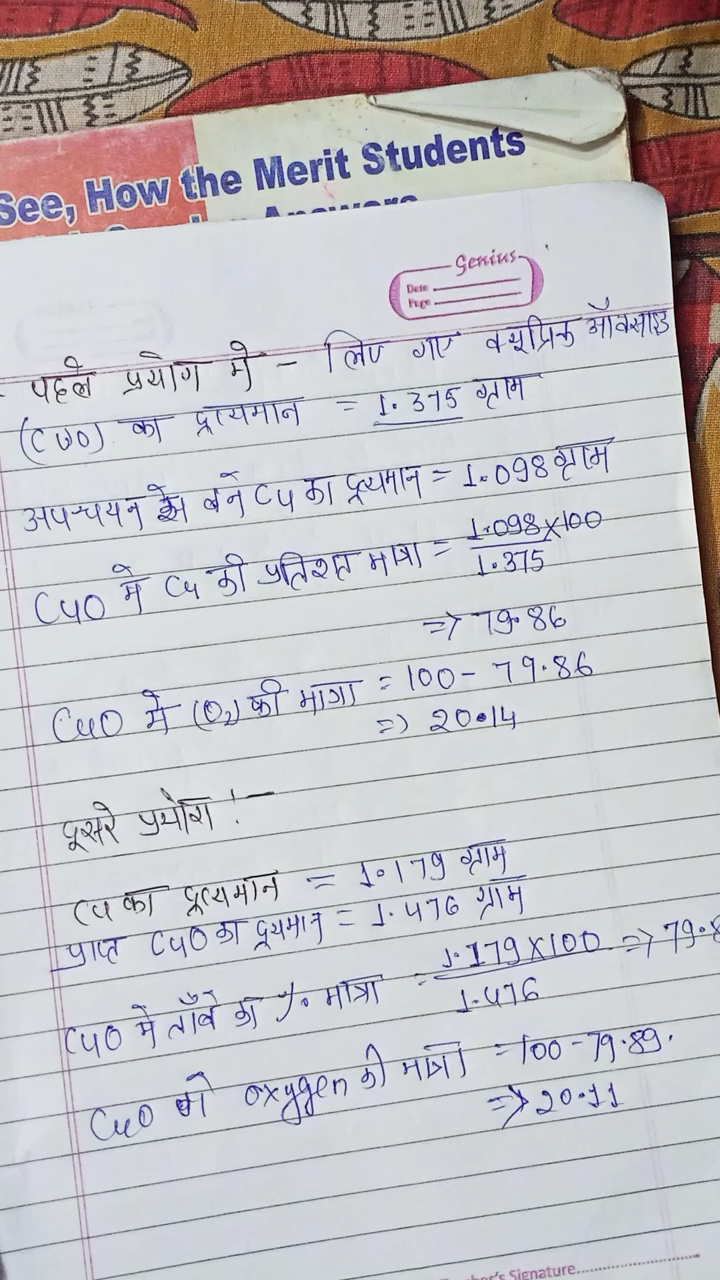 See, How the Merit Students
Genius
Date
Page
पहले प्रयोग में - लिए गए क्यूप्रिक ऑक्साइड
(CuO) का द्रव्यमान = 1.375 ग्राम
अपचयन से बने Cu का द्रव्यमान = 1.098 ग्राम
CuO में Cu की प्रतिशत मात्रा = 1.098×100
1.375
=> 79.86
CuO में (O2) की मात्रा = 100 - 79.86
=> 20.14
दूसरे प्रयोग :-
Cu का द्रव्यमान = 1.179 ग्राम
प्राप्त CuO का द्रव्यमान = 1.476 ग्राम
CuO में ताँबे का % मात्रा = 1.179×100 => 79.8
1.476
CuO में oxygen की मात्रा = 100 - 79.89.
=> 20.11
's Signature